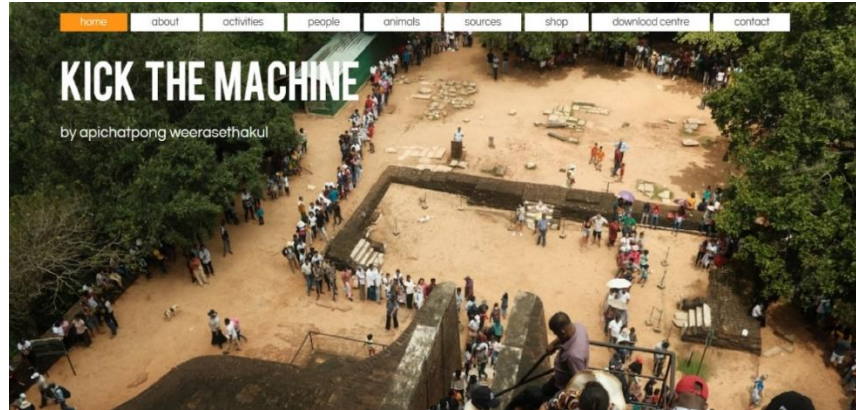 home about activities people animals sources shop download centre contact
KICK THE MACHINE
by apichatpong weerasethakul